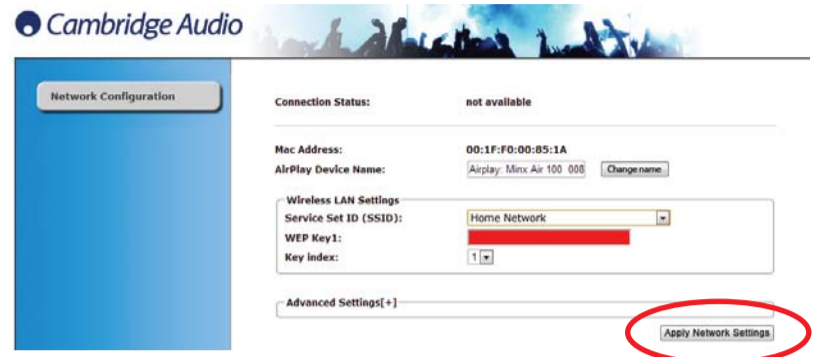 Cambridge Audio
Network Configuration
Connection Status: not available
Mac Address: 00:1F:F0:00:85:1A
AirPlay Device Name: Airplay: Minx Air 100 008 Change name
Wireless LAN Settings
Service Set ID (SSID): Home Network
WEP Key1:
Key index: 1
Advanced Settings[+]
Apply Network Settings